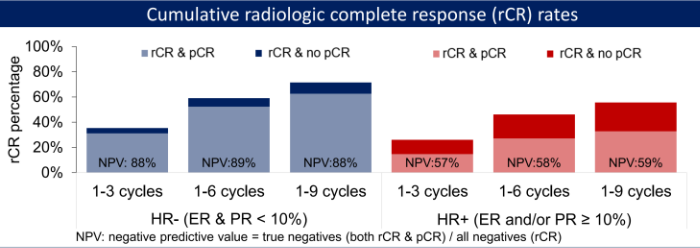 Cumulative radiologic complete response (rCR) rates
rCR percentage
100%
80%
60%
40%
20%
0%
rCR & pCR
rCR & no pCR
rCR & pCR
rCR & no pCR
NPV: 88%
NPV:89%
NPV: 88%
NPV:57%
NPV: 58%
NPV:59%
1-3 cycles
1-6 cycles
1-9 cycles
1-3 cycles
1-6 cycles
1-9 cycles
HR- (ER & PR < 10%)
HR+ (ER and/or PR ≥ 10%)
NPV: negative predictive value = true negatives (both rCR & pCR) / all negatives (rCR)